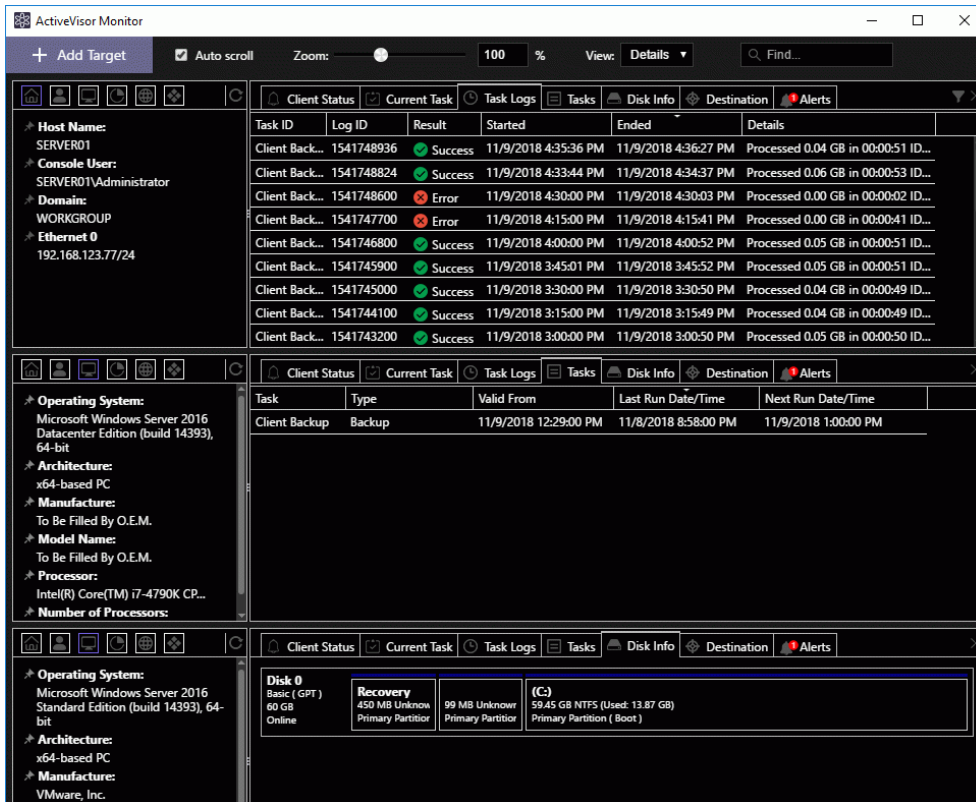 ActiveVisor Monitor
+ Add Target Auto scroll Zoom: 100 % View: Details Find...
Client Status Current Task Task Logs Tasks Disk Info Destination 1 Alerts
Host Name:
SERVER01
Console User:
SERVER01\Administrator
Domain:
WORKGROUP
Ethernet 0
192.168.123.77/24
Task ID Log ID Result Started Ended Details
Client Back... 1541748936 Success 11/9/2018 4:35:36 PM 11/9/2018 4:36:27 PM Processed 0.04 GB in 00:00:51 ID...
Client Back... 1541748824 Success 11/9/2018 4:33:44 PM 11/9/2018 4:34:37 PM Processed 0.06 GB in 00:00:53 ID...
Client Back... 1541748600 Error 11/9/2018 4:30:00 PM 11/9/2018 4:30:03 PM Processed 0.00 GB in 00:00:02 ID...
Client Back... 1541747700 Error 11/9/2018 4:15:00 PM 11/9/2018 4:15:41 PM Processed 0.00 GB in 00:00:41 ID...
Client Back... 1541746800 Success 11/9/2018 4:00:00 PM 11/9/2018 4:00:52 PM Processed 0.05 GB in 00:00:51 ID...
Client Back... 1541745900 Success 11/9/2018 3:45:01 PM 11/9/2018 3:45:52 PM Processed 0.05 GB in 00:00:51 ID...
Client Back... 1541745000 Success 11/9/2018 3:30:00 PM 11/9/2018 3:30:50 PM Processed 0.04 GB in 00:00:49 ID...
Client Back... 1541744100 Success 11/9/2018 3:15:00 PM 11/9/2018 3:15:49 PM Processed 0.04 GB in 00:00:49 ID...
Client Back... 1541743200 Success 11/9/2018 3:00:00 PM 11/9/2018 3:00:50 PM Processed 0.05 GB in 00:00:50 ID...
Client Status Current Task Task Logs Tasks Disk Info Destination 1 Alerts
Operating System:
Microsoft Windows Server 2016
Datacenter Edition (build 14393),
64-bit
Architecture:
x64-based PC
Manufacture:
To Be Filled By O.E.M.
Model Name:
To Be Filled By O.E.M.
Processor:
Intel(R) Core(TM) i7-4790K CP...
Number of Processors:
Task Type Valid From Last Run Date/Time Next Run Date/Time
Client Backup Backup 11/9/2018 12:29:00 PM 11/8/2018 8:58:00 PM 11/9/2018 1:00:00 PM
Client Status Current Task Task Logs Tasks Disk Info Destination 1 Alerts
Operating System:
Microsoft Windows Server 2016
Standard Edition (build 14393), 64-
bit
Architecture:
x64-based PC
Manufacture:
VMware, Inc.
Disk 0
Basic ( GPT )
60 GB
Online
Recovery
450 MB Unknow
Primary Partitior
99 MB Unknowr
Primary Partitior
(C:)
59.45 GB NTFS (Used: 13.87 GB)
Primary Partition ( Boot )